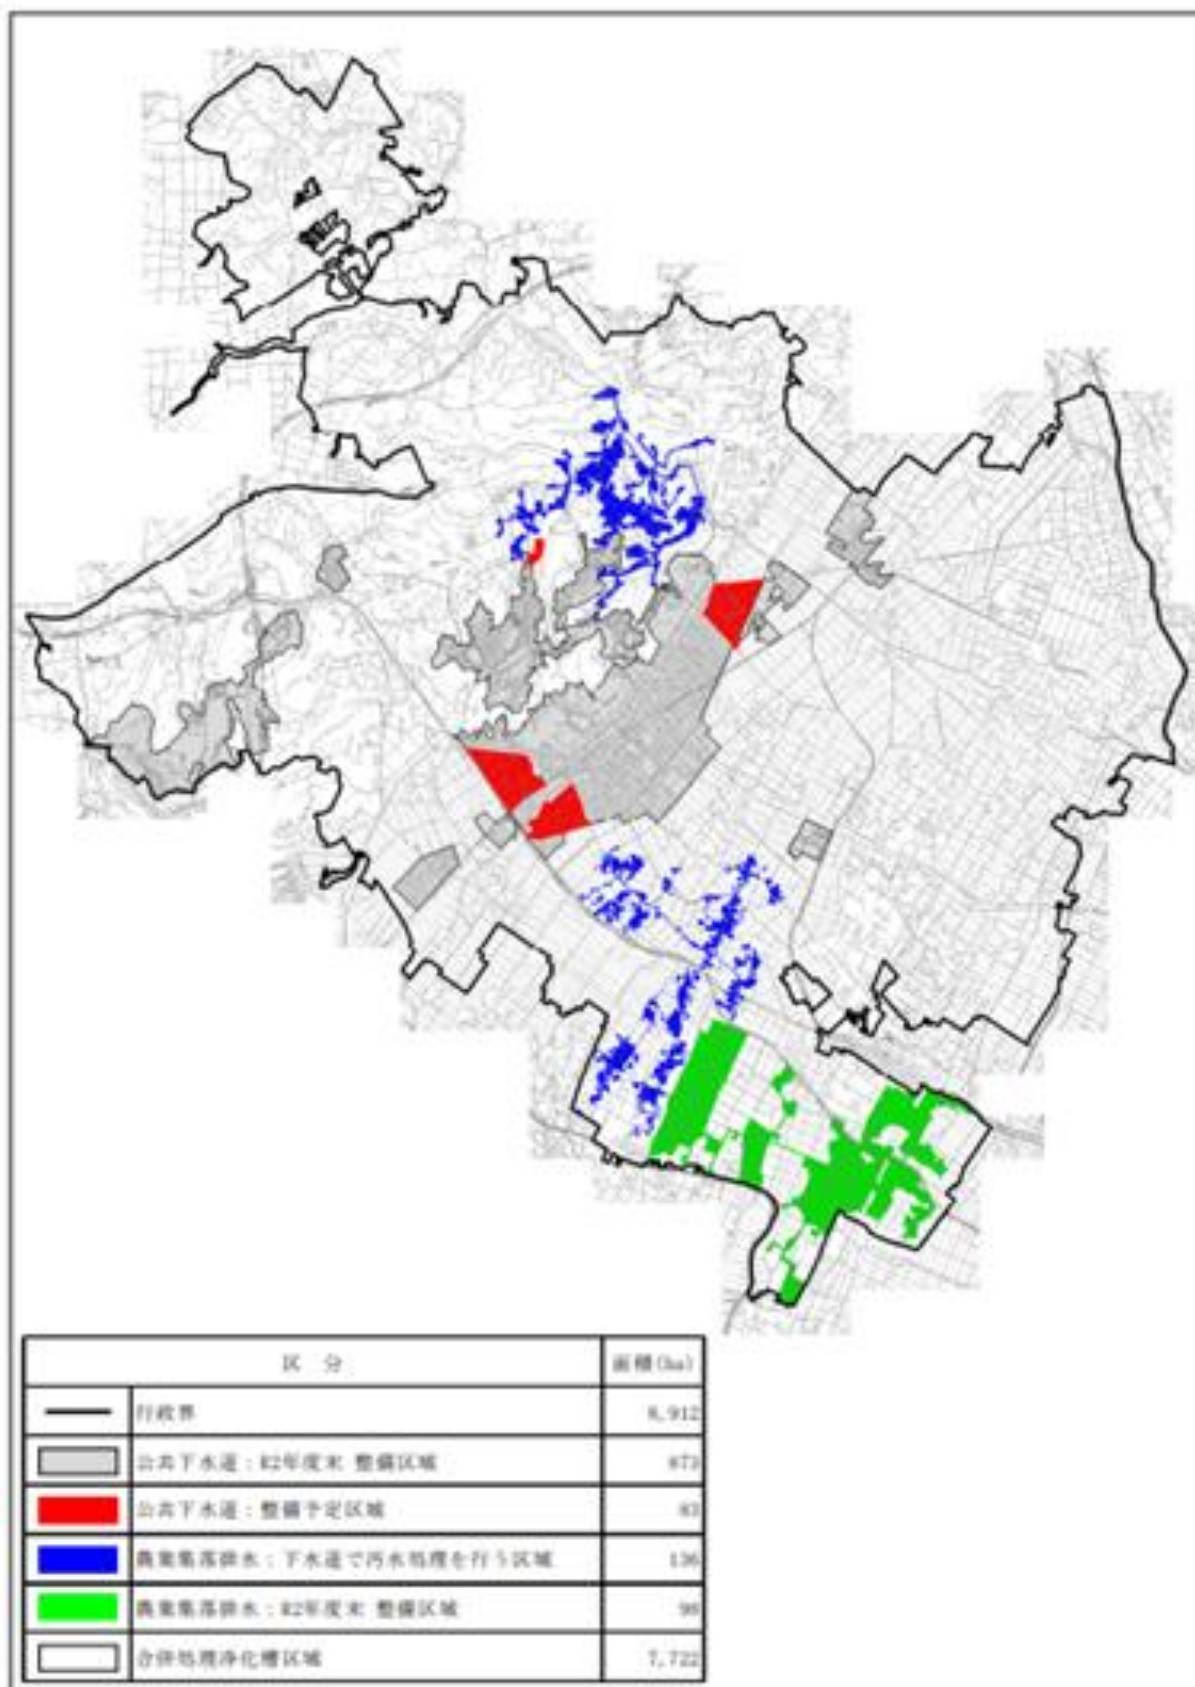 区 分 面積(ha)
行政界 8,912
公共下水道：R2年度末 整備区域 873
公共下水道：整備予定区域 83
農業集落排水：下水道で汚水処理を行う区域 136
農業集落排水：R2年度末 整備区域 98
合併処理浄化槽区域 7,722